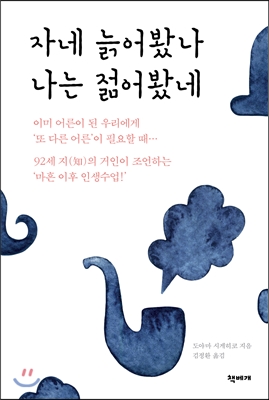 자네 늙어봤나
나는 젊어봤네
이미 어른이 된 우리에게
‘또 다른 어른’이 필요할 때…
92세 지(知)의 거인이 조언하는
‘마흔 이후 인생수업!’
도야마 시게히코 지음
김정환 옮김
책베개